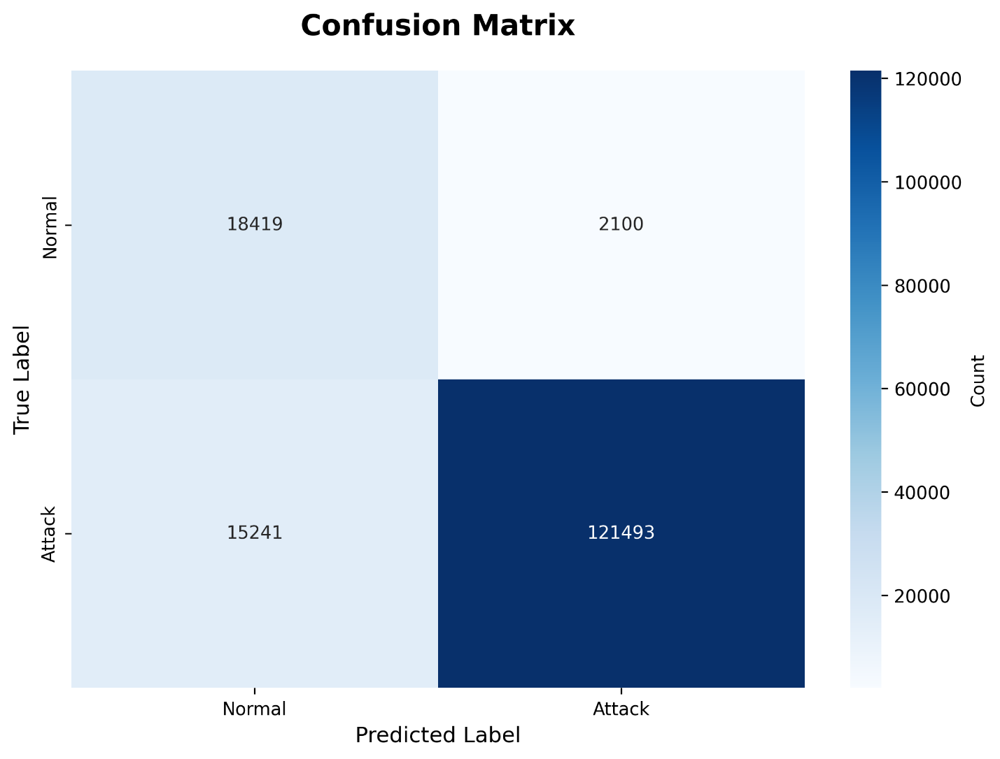 Confusion Matrix
True Label
Normal
Attack
18419
2100
15241
121493
Normal
Attack
Predicted Label
120000
100000
80000
60000
40000
20000
Count